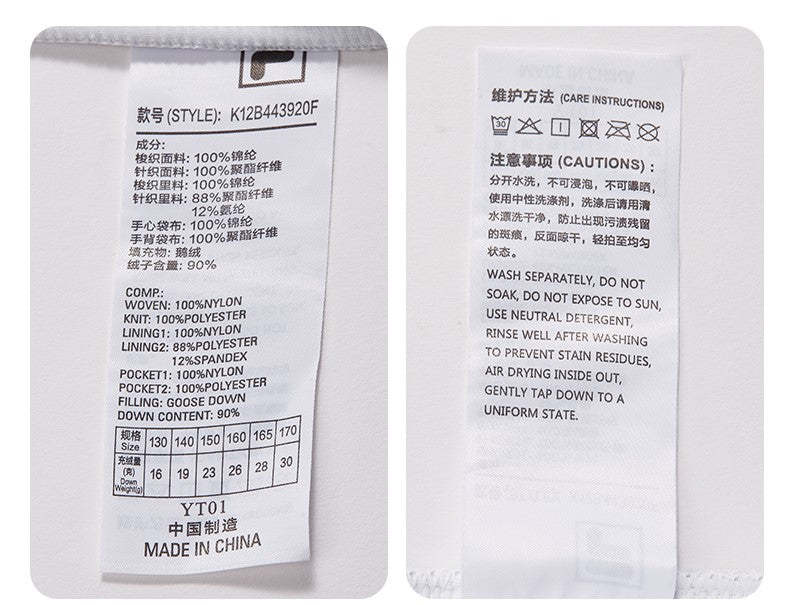 款号(STYLE): K12B443920F
成分:
梭织面料: 100%锦纶
针织面料: 100%聚酯纤维
梭织里料: 100%锦纶
针织里料: 88%聚酯纤维
12%氨纶
手心袋布: 100%锦纶
手背袋布: 100%聚酯纤维
填充物: 鹅绒
绒子含量: 90%
COMP.:
WOVEN: 100%NYLON
KNIT: 100%POLYESTER
LINING1: 100%NYLON
LINING2: 88%POLYESTER
12%SPANDEX
POCKET1: 100%NYLON
POCKET2: 100%POLYESTER
FILLING: GOOSE DOWN
DOWN CONTENT: 90%
规格 Size 130 140 150 160 165 170
充绒量(克) Down Weight(g) 16 19 23 26 28 30
YT01
中国制造
MADE IN CHINA
维护方法 (CARE INSTRUCTIONS)
30
注意事项 (CAUTIONS) :
分开水洗，不可浸泡，不可曝晒，
使用中性洗涤剂，洗涤后请用清
水漂洗干净，防止出现污渍残留
的斑痕，反面晾干，轻拍至均匀
状态。
WASH SEPARATELY, DO NOT
SOAK, DO NOT EXPOSE TO SUN,
USE NEUTRAL DETERGENT,
RINSE WELL AFTER WASHING
TO PREVENT STAIN RESIDUES,
AIR DRYING INSIDE OUT,
GENTLY TAP DOWN TO A
UNIFORM STATE.